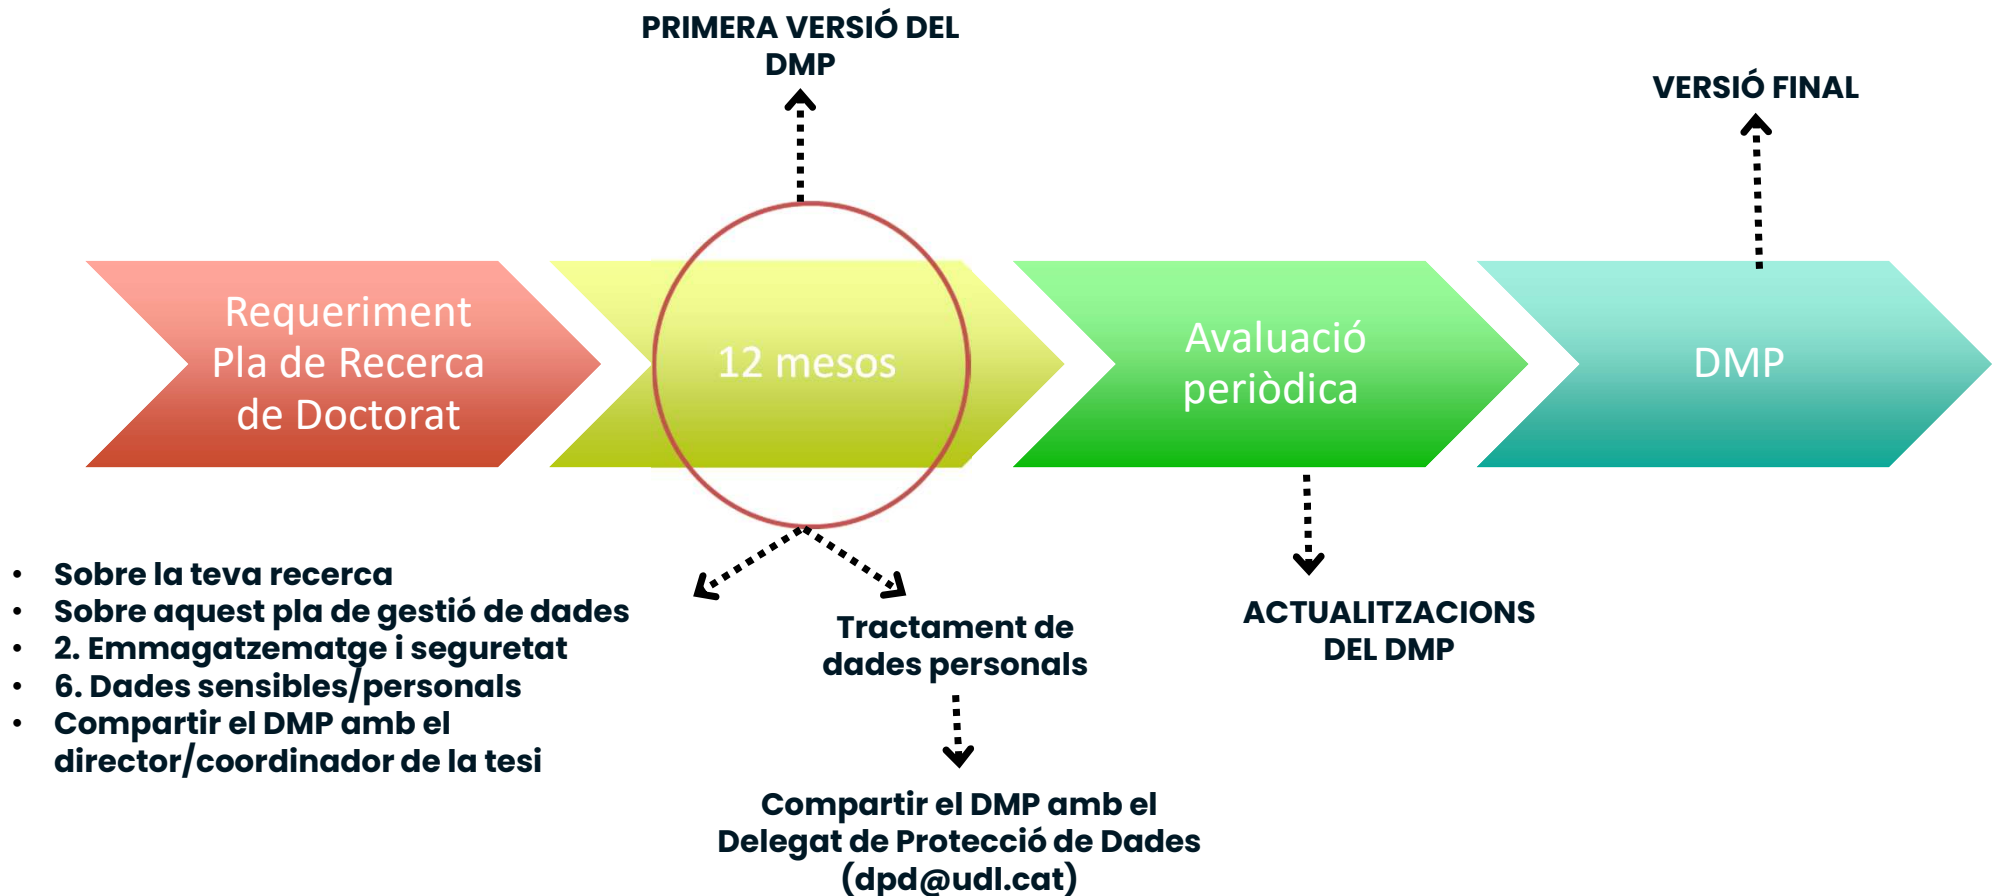 PRIMERA VERSIÓ DEL
DMP
VERSIÓ FINAL
Requeriment
Pla de Recerca
de Doctorat
12 mesos
Avaluació
periòdica
DMP
• Sobre la teva recerca
• Sobre aquest pla de gestió de dades
• 2. Emmagatzematge i seguretat
• 6. Dades sensibles/personals
• Compartir el DMP amb el
director/coordinador de la tesi
Tractament de
dades personals
Compartir el DMP amb el
Delegat de Protecció de Dades
(dpd@udl.cat)
ACTUALITZACIONS
DEL DMP